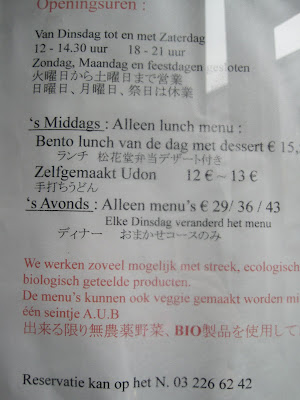 Openingsuren :
Van Dinsdag tot en met Zaterdag
12 - 14.30 uur 18 - 21 uur
Zondag, Maandag en feestdagen gesloten
火曜日から土曜日まで営業
日曜日、月曜日、祭日は休業
's Middags : Alleen lunch menu :
Bento lunch van de dag met dessert € 15,
ランチ 松花堂弁当デザート付き
Zelfgemaakt Udon 12 € ~ 13 €
手打ちうどん
's Avonds : Alleen menu's € 29/ 36 / 43
Elke Dinsdag veranderd het menu
ディナー おまかせコースのみ
We werken zoveel mogelijk met streek, ecologisch
biologisch geteelde producten.
De menu's kunnen ook veggie gemaakt worden mi
één seintje A.U.B
出来る限り無農薬野菜、BIO製品を使用して
Reservatie kan op het N. 03 226 62 42